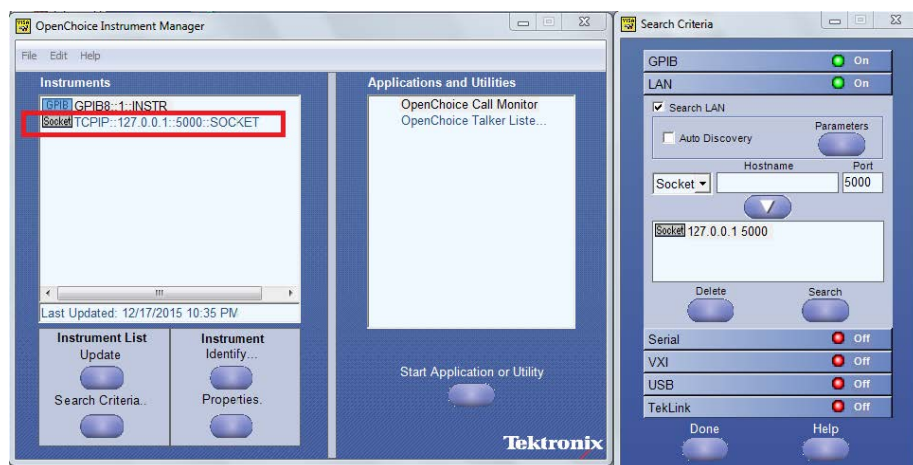 OpenChoice Instrument Manager
File Edit Help
Instruments
GPIB GPIB8::1::INSTR
Socket TCPIP::127.0.0.1::5000::SOCKET
Last Updated: 12/17/2015 10:35 PM
Instrument List
Update
Search Criteria..
Instrument
Identify...
Properties.
Applications and Utilities
OpenChoice Call Monitor
OpenChoice Talker Liste...
Start Application or Utility
Tektronix
Search Criteria
GPIB On
LAN On
Search LAN
Auto Discovery
Parameters
Hostname Port
Socket 5000
Socket 127.0.0.1 5000
Delete Search
Serial Off
VXI Off
USB Off
TekLink Off
Done Help